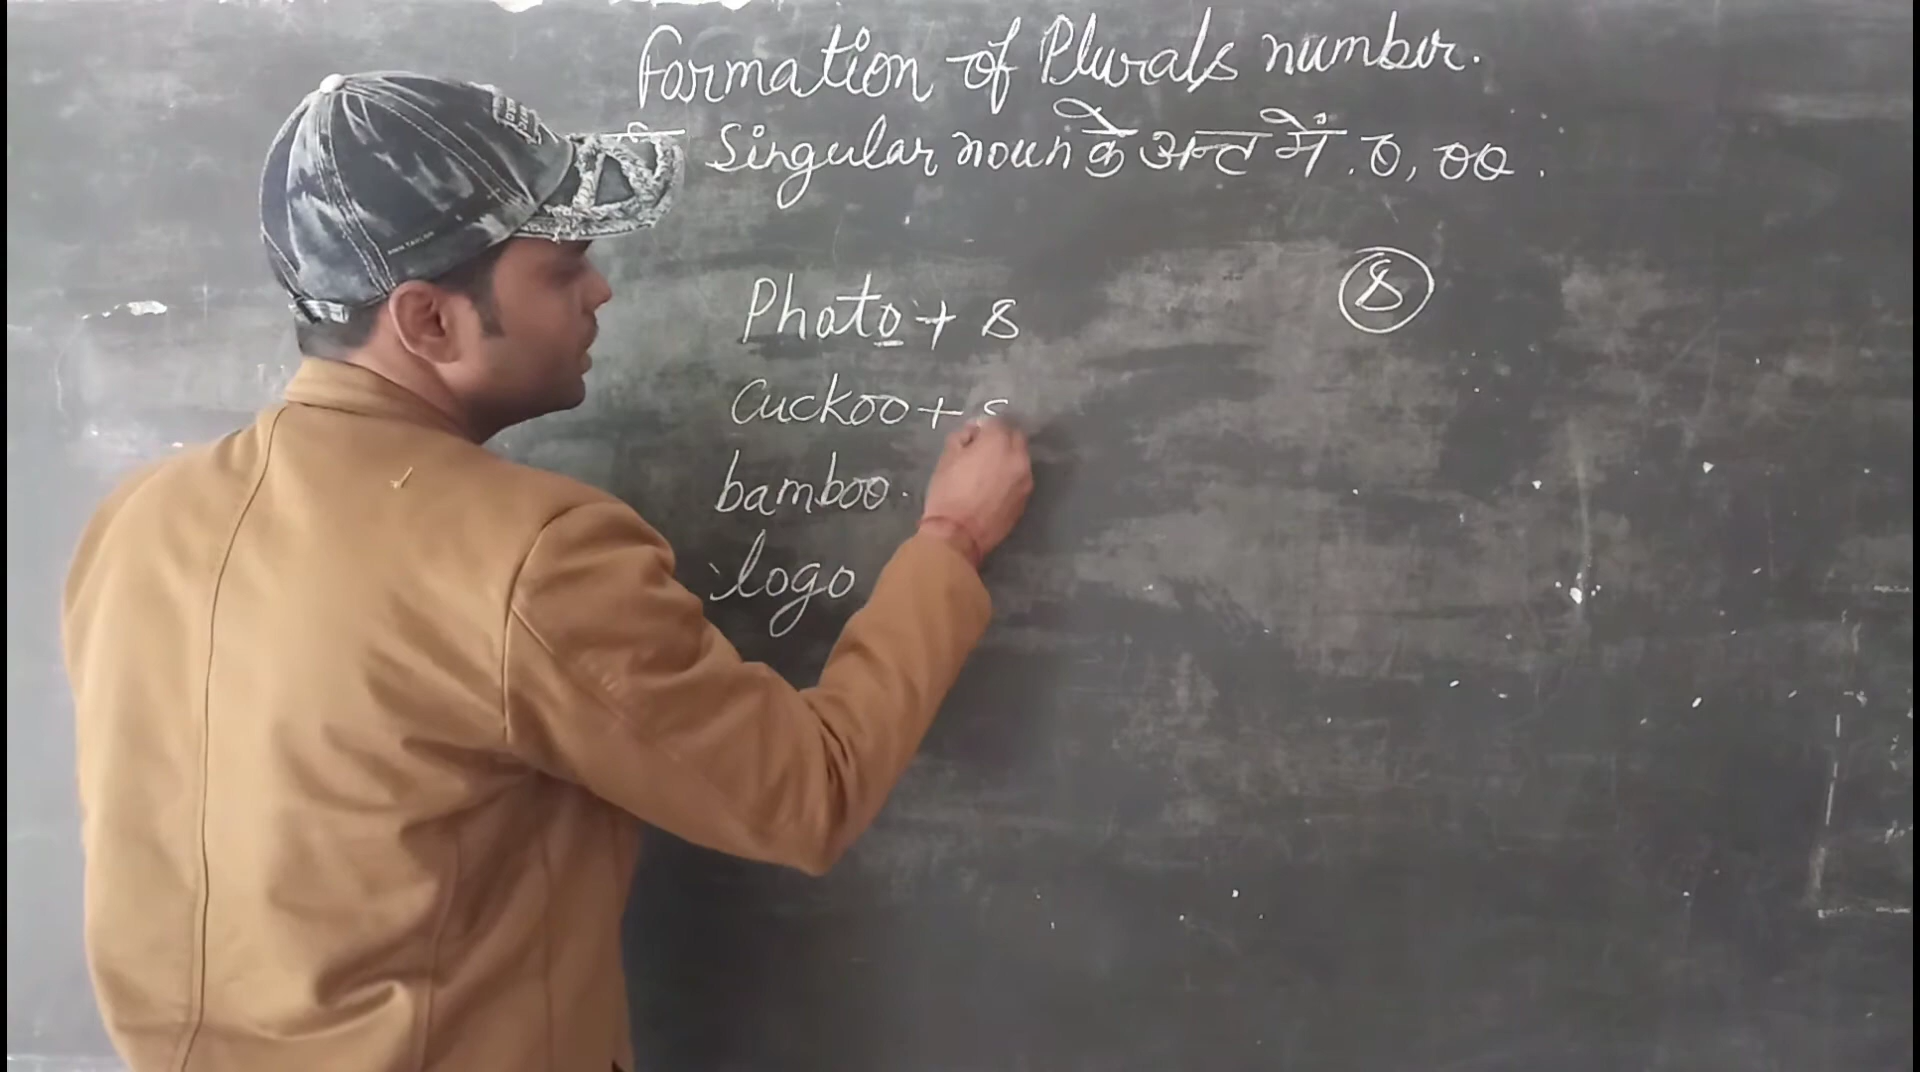 Formation of Plurals number.
Singular noun के अन्त में . o, oo .
s
Photo + s
Cuckoo + s
bamboo.
logo